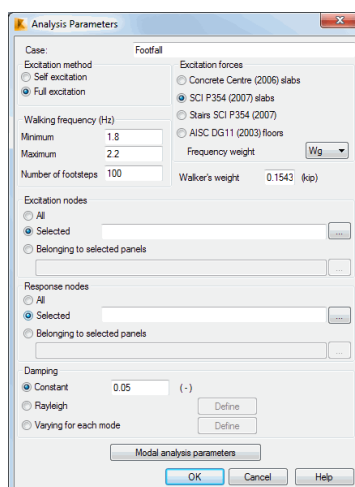 Analysis Parameters
Case: Footfall
Excitation method
Self excitation
Full excitation
Excitation forces
Concrete Centre (2006) slabs
SCI P354 (2007) slabs
Stairs SCI P354 (2007)
AISC DG11 (2003) floors
Frequency weight Wg
Walking frequency (Hz)
Minimum 1.8
Maximum 2.2
Number of footsteps 100
Walker's weight 0.1543 (kip)
Excitation nodes
All
Selected ...
Belonging to selected panels
...
Response nodes
All
Selected ...
Belonging to selected panels
...
Damping
Constant 0.05 (-)
Rayleigh Define
Varying for each mode Define
Modal analysis parameters
OK Cancel Help